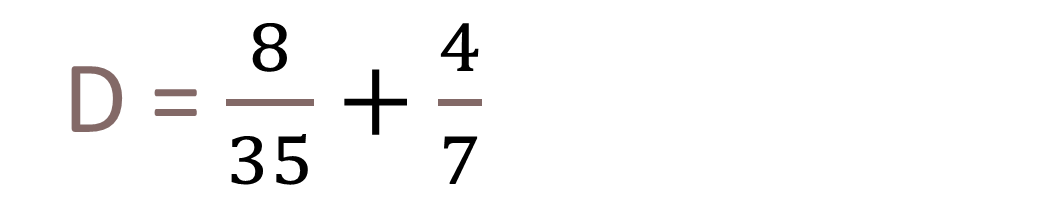 D = 8/35 + 4/7